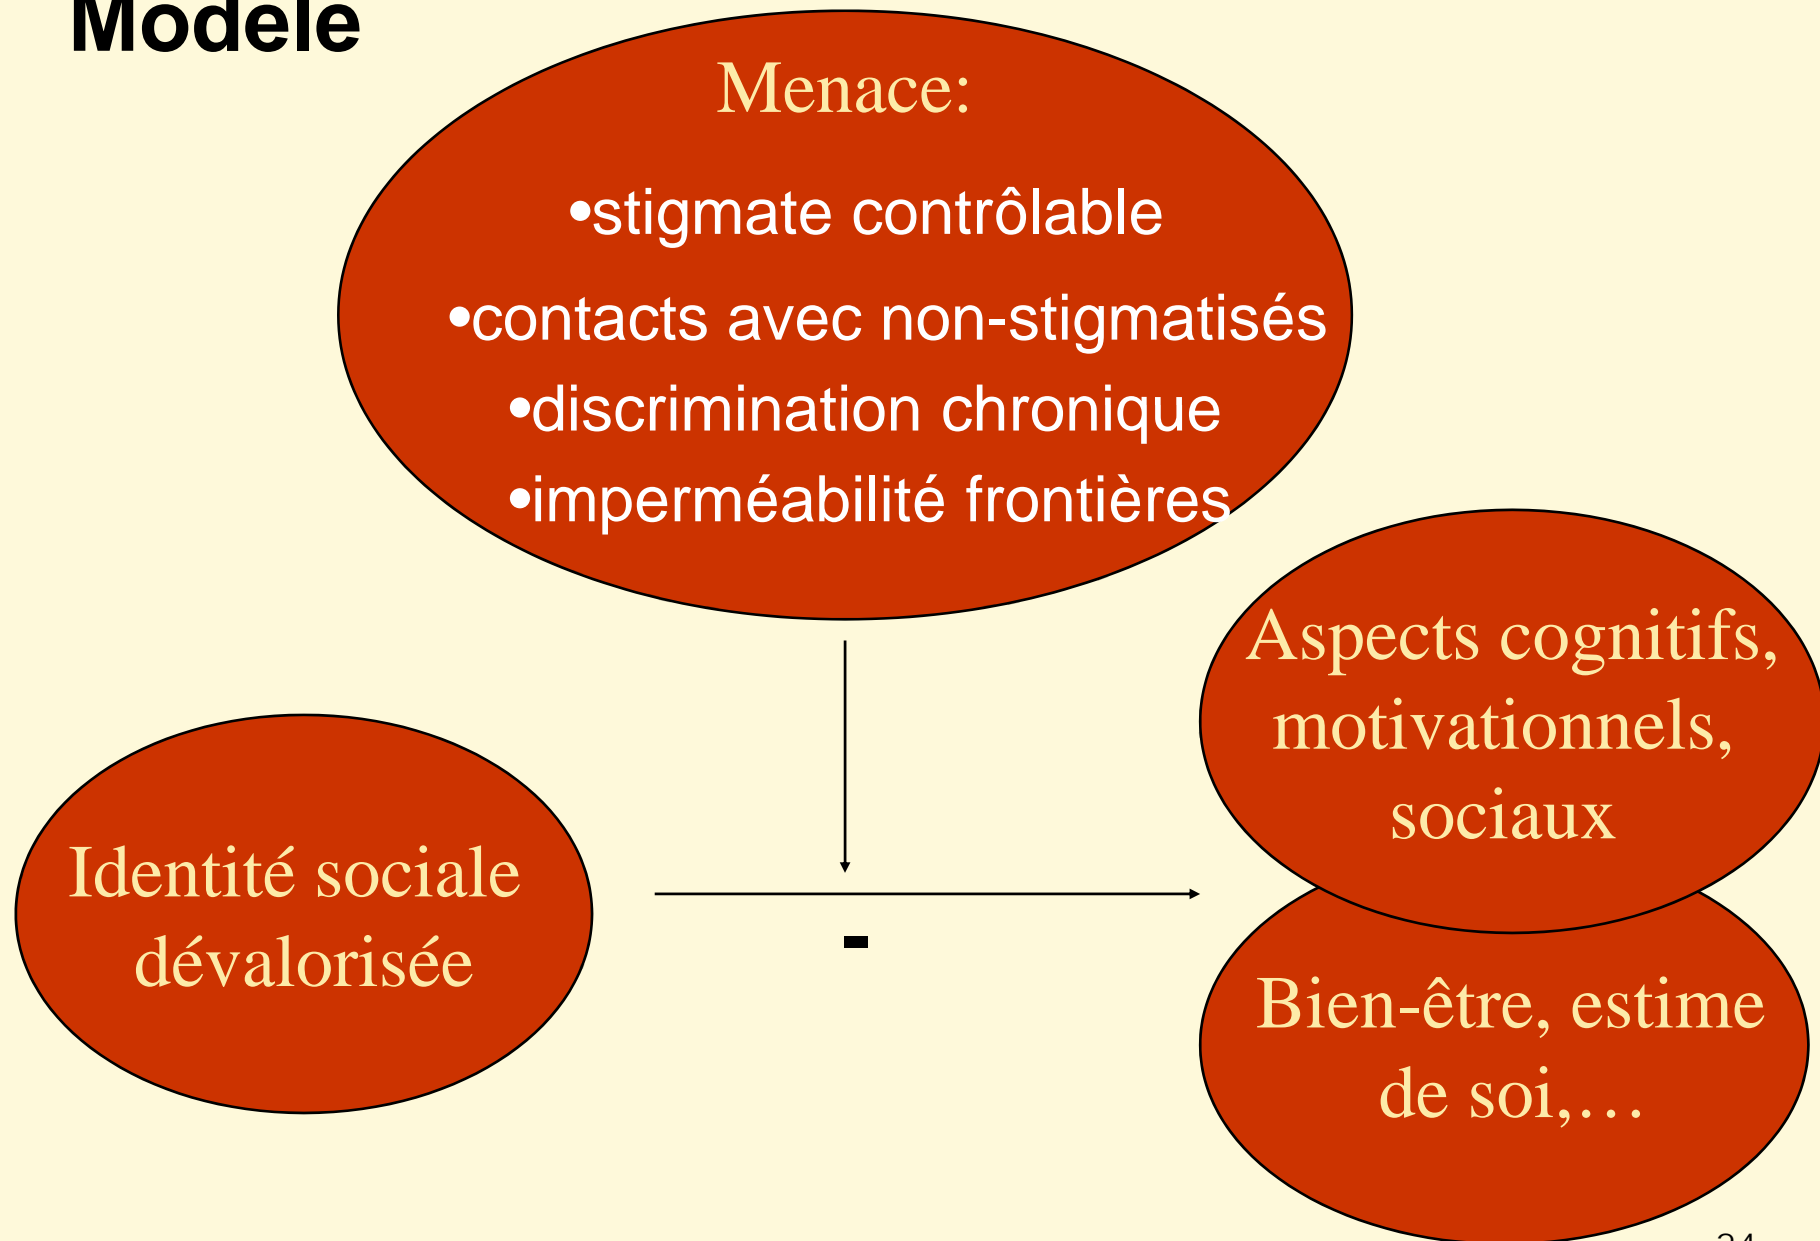 Modèle
Menace:
•stigmate contrôlable
•contacts avec non-stigmatisés
•discrimination chronique
•imperméabilité frontières
Aspects cognitifs,
motivationnels,
sociaux
Identité sociale
dévalorisée
-
Bien-être, estime
de soi,…